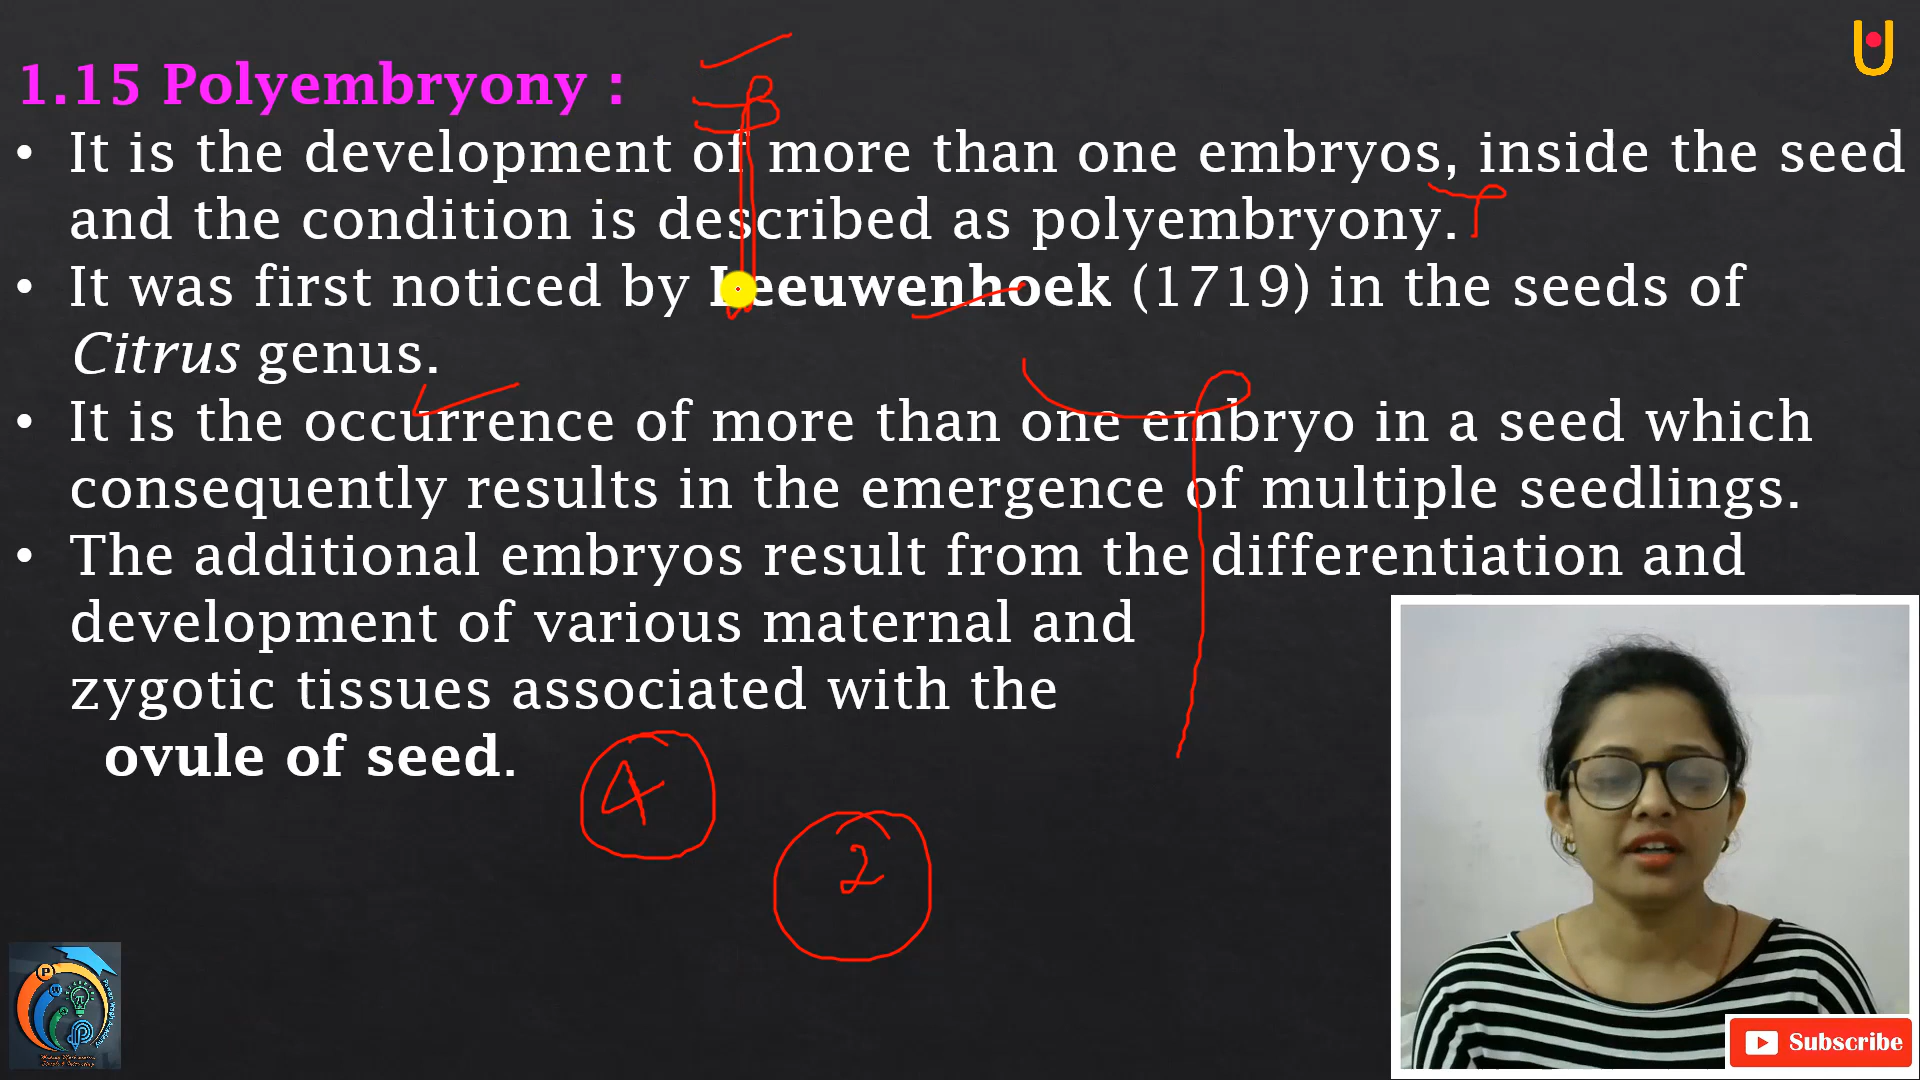 1.15 Polyembryony :
• It is the development of more than one embryos, inside the seed
and the condition is described as polyembryony.
• It was first noticed by Leeuwenhoek (1719) in the seeds of
Citrus genus.
• It is the occurrence of more than one embryo in a seed which
consequently results in the emergence of multiple seedlings.
• The additional embryos result from the differentiation and
development of various maternal and
zygotic tissues associated with the
ovule of seed.
4
2
Subscribe